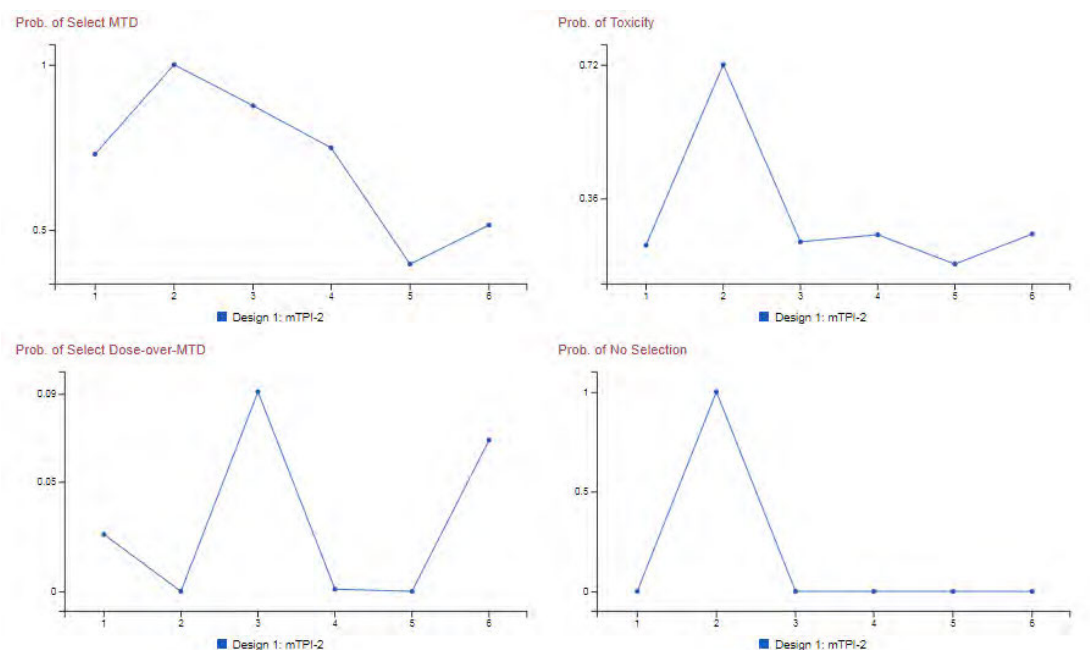 Prob. of Select MTD
1
0.5
1 2 3 4 5 6
Design 1: mTPI-2
Prob. of Toxicity
0.72
0.36
1 2 3 4 5 6
Design 1: mTPI-2
Prob. of Select Dose-over-MTD
0.09
0.05
0
1 2 3 4 5 6
Design 1: mTPI-2
Prob. of No Selection
1
0.5
0
1 2 3 4 5 6
Design 1: mTPI-2